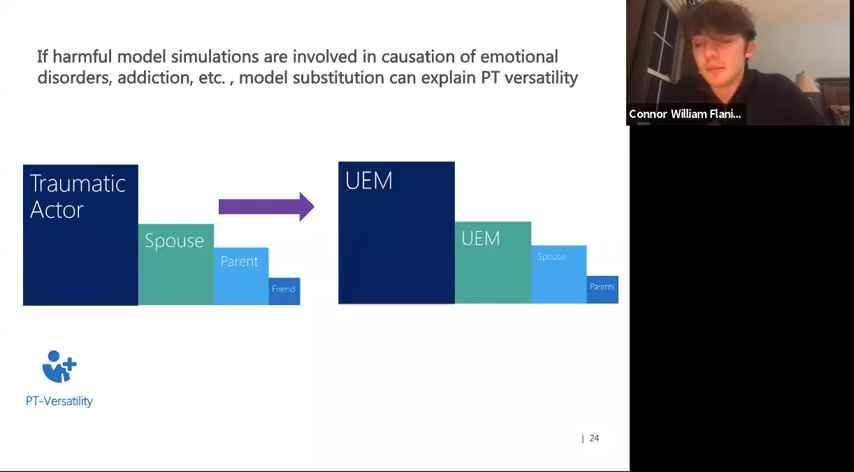 If harmful model simulations are involved in causation of emotional
disorders, addiction, etc. , model substitution can explain PT versatility
Connor William Flani...
Traumatic
Actor
Spouse
Parent
Friend
UEM
UEM
Spouse
Parents
PT-Versatility
| 24